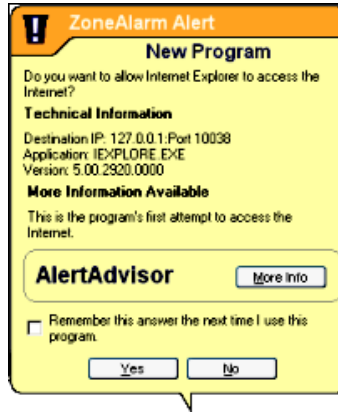 ZoneAlarm Alert
New Program
Do you want to allow Internet Explorer to access the
Internet?
Technical Information
Destination IP: 127.0.0.1:Port 10038
Application: IEXPLORE.EXE
Version: 5.00.2920.0000
More Information Available
This is the program's first attempt to access the
Internet.
AlertAdvisor
More Info
Remember this answer the next time I use this
program.
Yes
No